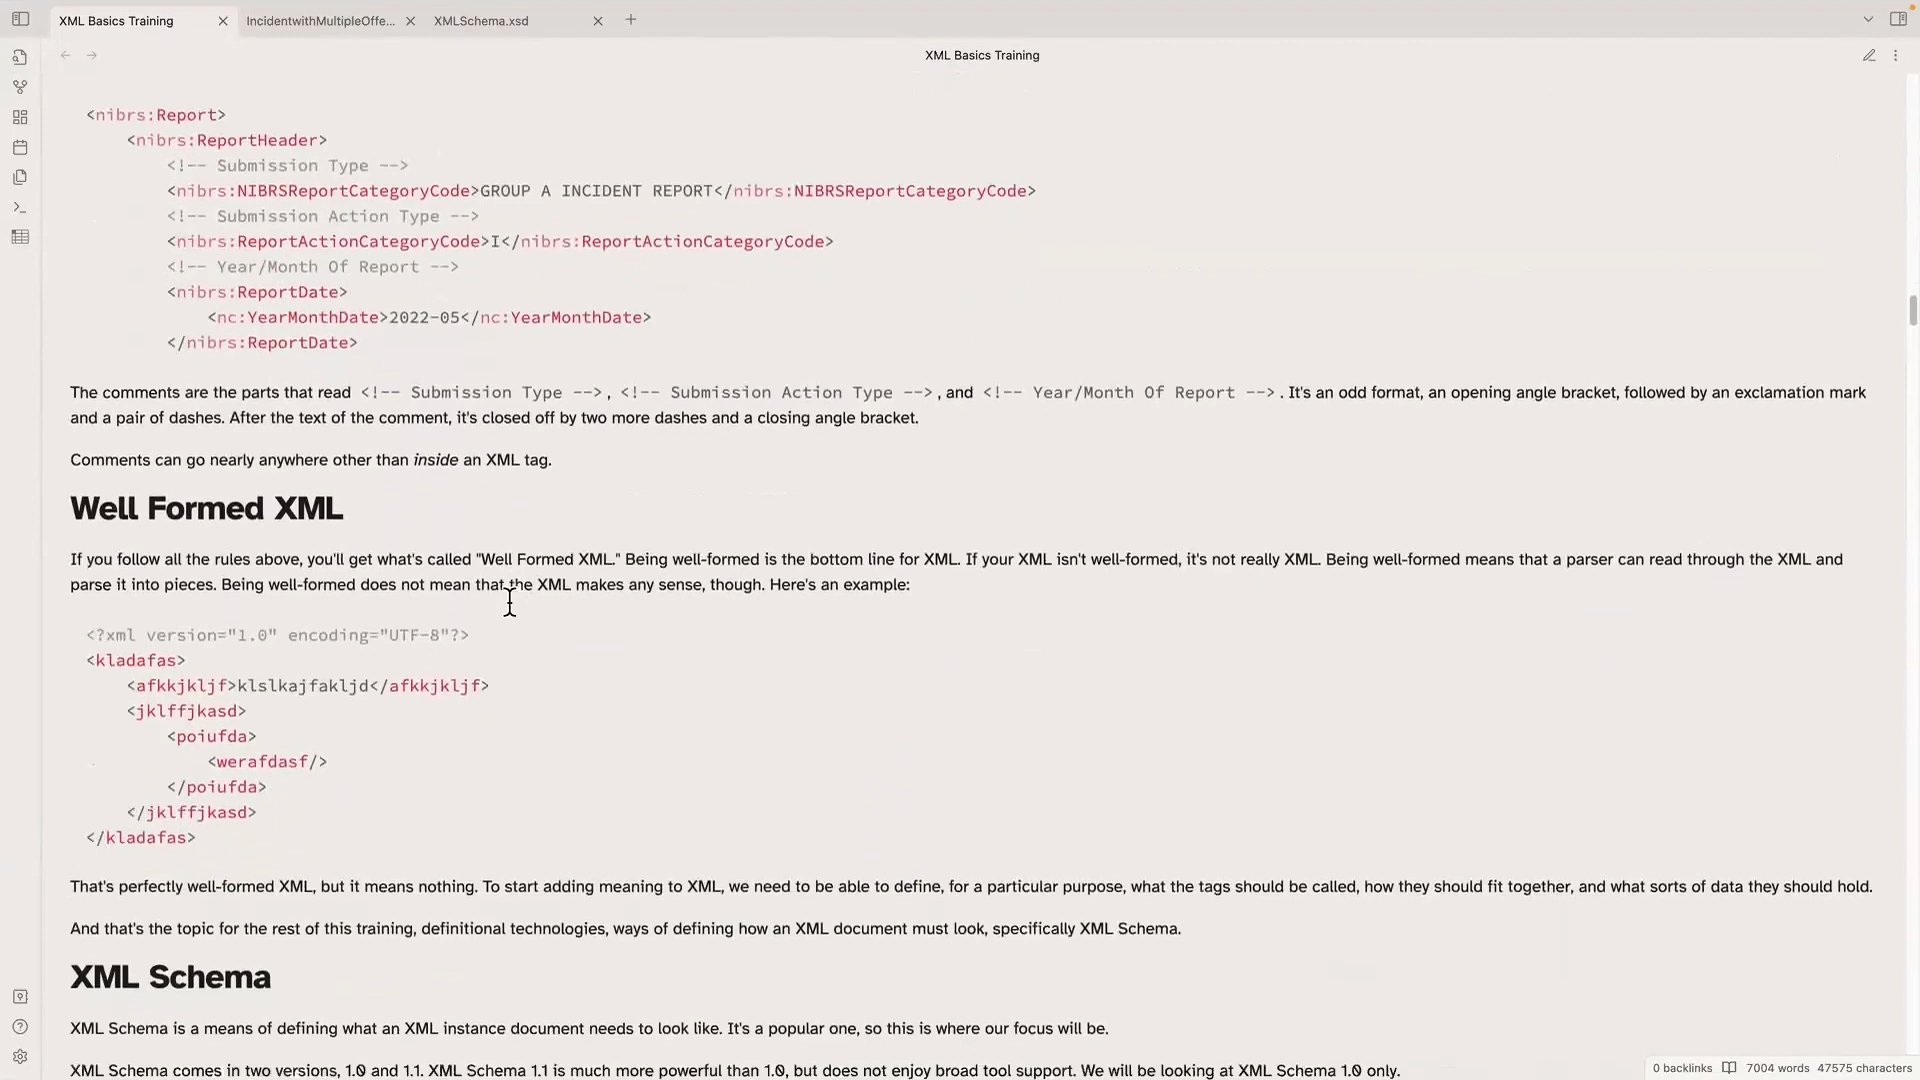 XML Basics Training
IncidentwithMultipleOffe...
XMLSchema.xsd
XML Basics Training
<nibrs:Report>
<nibrs:ReportHeader>
<!-- Submission Type -->
<nibrs:NIBRSReportCategoryCode>GROUP A INCIDENT REPORT</nibrs:NIBRSReportCategoryCode>
<!-- Submission Action Type -->
<nibrs:ReportActionCategoryCode>I</nibrs:ReportActionCategoryCode>
<!-- Year/Month Of Report -->
<nibrs:ReportDate>
<nc:YearMonthDate>2022-05</nc:YearMonthDate>
</nibrs:ReportDate>
The comments are the parts that read <!-- Submission Type -->, <!-- Submission Action Type -->, and <!-- Year/Month Of Report -->. It's an odd format, an opening angle bracket, followed by an exclamation mark
and a pair of dashes. After the text of the comment, it's closed off by two more dashes and a closing angle bracket.
Comments can go nearly anywhere other than inside an XML tag.
Well Formed XML
If you follow all the rules above, you'll get what's called "Well Formed XML." Being well-formed is the bottom line for XML. If your XML isn't well-formed, it's not really XML. Being well-formed means that a parser can read through the XML and
parse it into pieces. Being well-formed does not mean that the XML makes any sense, though. Here's an example:
<?xml version="1.0" encoding="UTF-8"?>
<kladafas>
<afkkjkljf>klslkajfakljd</afkkjkljf>
<jklffjkasd>
<poiufda>
<werafdasf/>
</poiufda>
</jklffjkasd>
</kladafas>
That's perfectly well-formed XML, but it means nothing. To start adding meaning to XML, we need to be able to define, for a particular purpose, what the tags should be called, how they should fit together, and what sorts of data they should hold.
And that's the topic for the rest of this training, definitional technologies, ways of defining how an XML document must look, specifically XML Schema.
XML Schema
XML Schema is a means of defining what an XML instance document needs to look like. It's a popular one, so this is where our focus will be.
XML Schema comes in two versions, 1.0 and 1.1. XML Schema 1.1 is much more powerful than 1.0, but does not enjoy broad tool support. We will be looking at XML Schema 1.0 only.
0 backlinks 7004 words 47575 characters